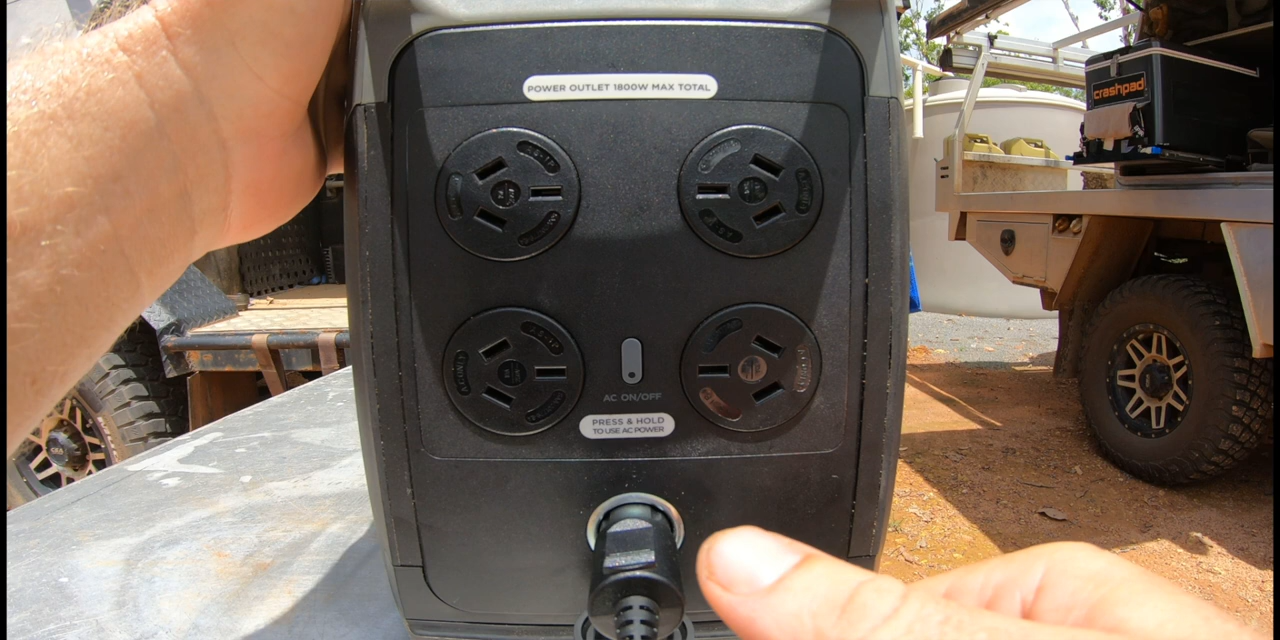 POWER OUTLET 1800W MAX TOTAL
crashpad
AC ON/OFF
PRESS & HOLD
TO USE AC POWER